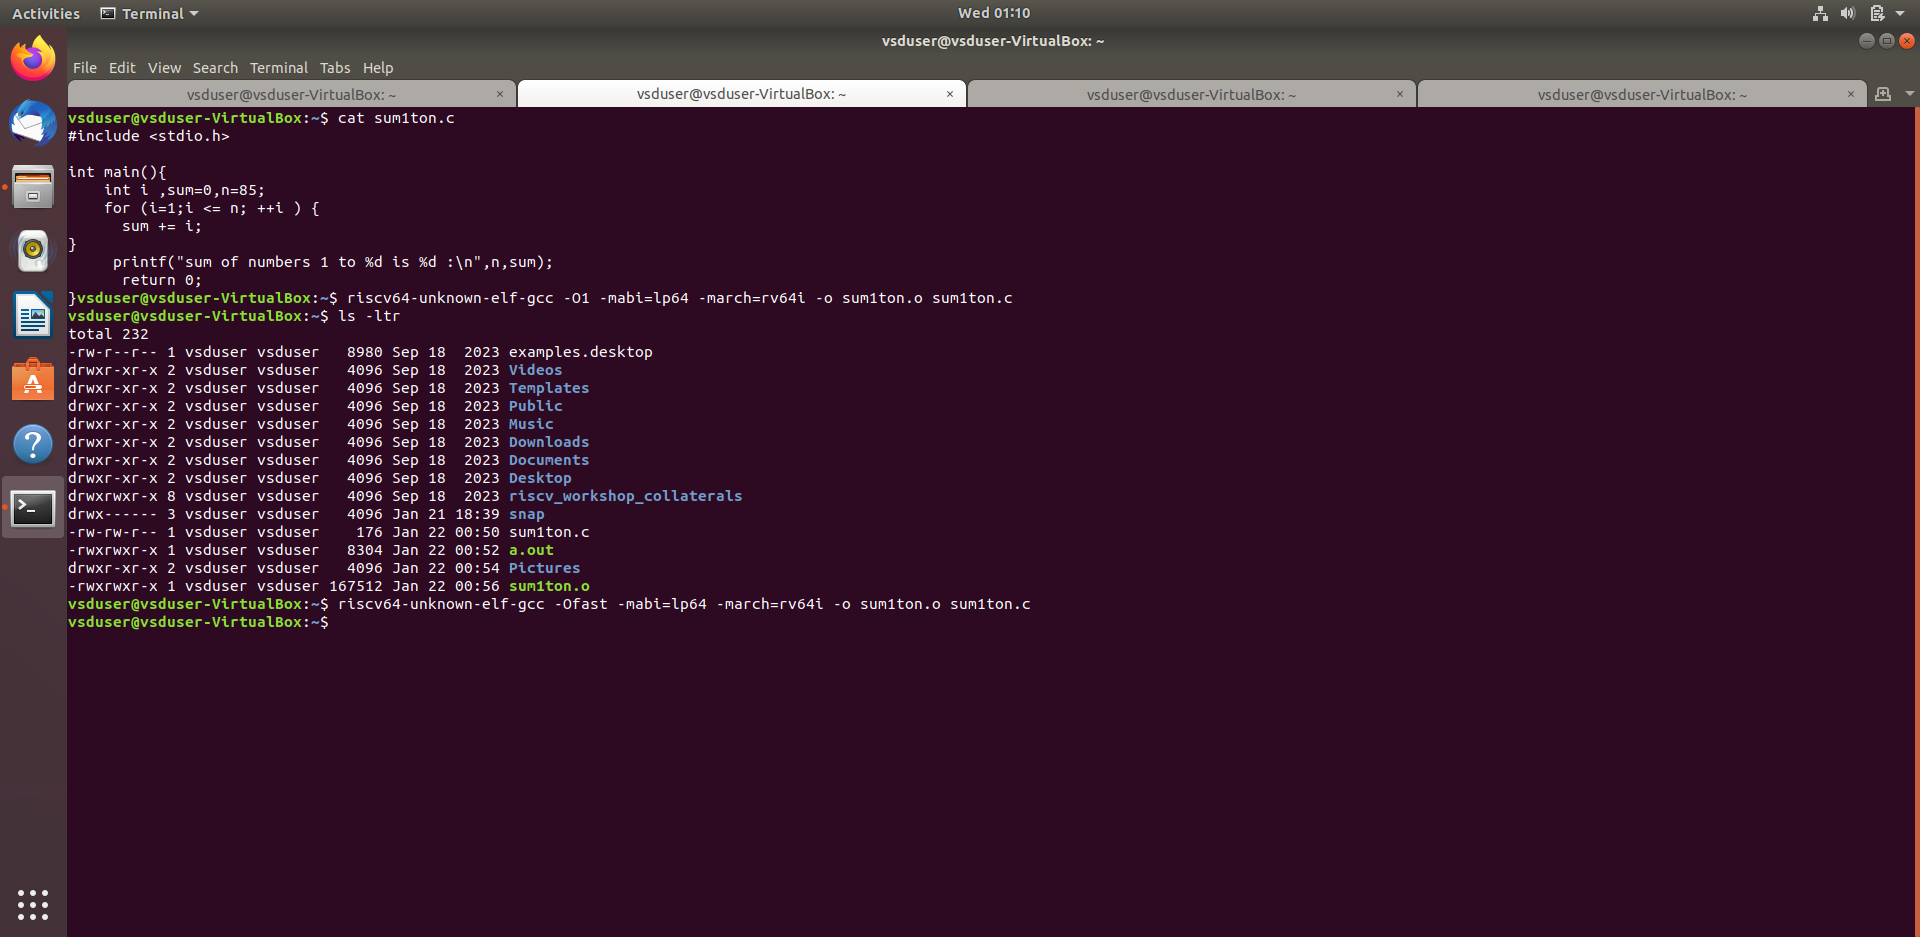 Activities Terminal Wed 01:10
vsduser@vsduser-VirtualBox: ~
File Edit View Search Terminal Tabs Help
vsduser@vsduser-VirtualBox: ~ × vsduser@vsduser-VirtualBox: ~ × vsduser@vsduser-VirtualBox: ~ × vsduser@vsduser-VirtualBox: ~ ×
vsduser@vsduser-VirtualBox:~$ cat sum1ton.c
#include <stdio.h>
int main(){
    int i ,sum=0,n=85;
    for (i=1;i <= n; ++i ) {
      sum += i;
}
     printf("sum of numbers 1 to %d is %d :\n",n,sum);
      return 0;
}vsduser@vsduser-VirtualBox:~$ riscv64-unknown-elf-gcc -O1 -mabi=lp64 -march=rv64i -o sum1ton.o sum1ton.c
vsduser@vsduser-VirtualBox:~$ ls -ltr
total 232
-rw-r--r-- 1 vsduser vsduser   8980 Sep 18  2023 examples.desktop
drwxr-xr-x 2 vsduser vsduser   4096 Sep 18  2023 Videos
drwxr-xr-x 2 vsduser vsduser   4096 Sep 18  2023 Templates
drwxr-xr-x 2 vsduser vsduser   4096 Sep 18  2023 Public
drwxr-xr-x 2 vsduser vsduser   4096 Sep 18  2023 Music
drwxr-xr-x 2 vsduser vsduser   4096 Sep 18  2023 Downloads
drwxr-xr-x 2 vsduser vsduser   4096 Sep 18  2023 Documents
drwxr-xr-x 2 vsduser vsduser   4096 Sep 18  2023 Desktop
drwxrwxr-x 8 vsduser vsduser   4096 Sep 18  2023 riscv_workshop_collaterals
drwx------ 3 vsduser vsduser   4096 Jan 21 18:39 snap
-rw-rw-r-- 1 vsduser vsduser    176 Jan 22 00:50 sum1ton.c
-rwxrwxr-x 1 vsduser vsduser   8304 Jan 22 00:52 a.out
drwxr-xr-x 2 vsduser vsduser   4096 Jan 22 00:54 Pictures
-rwxrwxr-x 1 vsduser vsduser 167512 Jan 22 00:56 sum1ton.o
vsduser@vsduser-VirtualBox:~$ riscv64-unknown-elf-gcc -Ofast -mabi=lp64 -march=rv64i -o sum1ton.o sum1ton.c
vsduser@vsduser-VirtualBox:~$